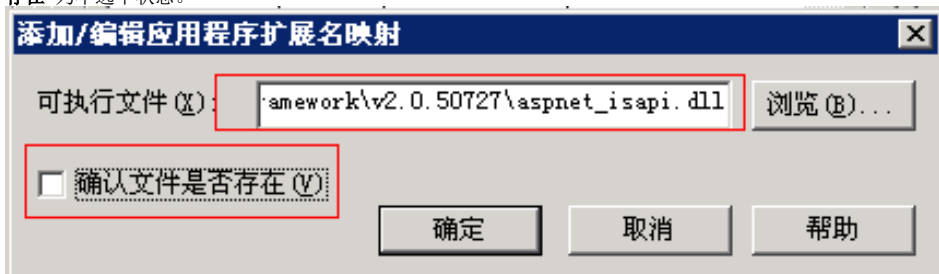 添加/编辑应用程序扩展名映射
可执行文件(X): amework\v2.0.50727\aspnet_isapi.dll 浏览(B)...
确认文件是否存在(V)
确定 取消 帮助